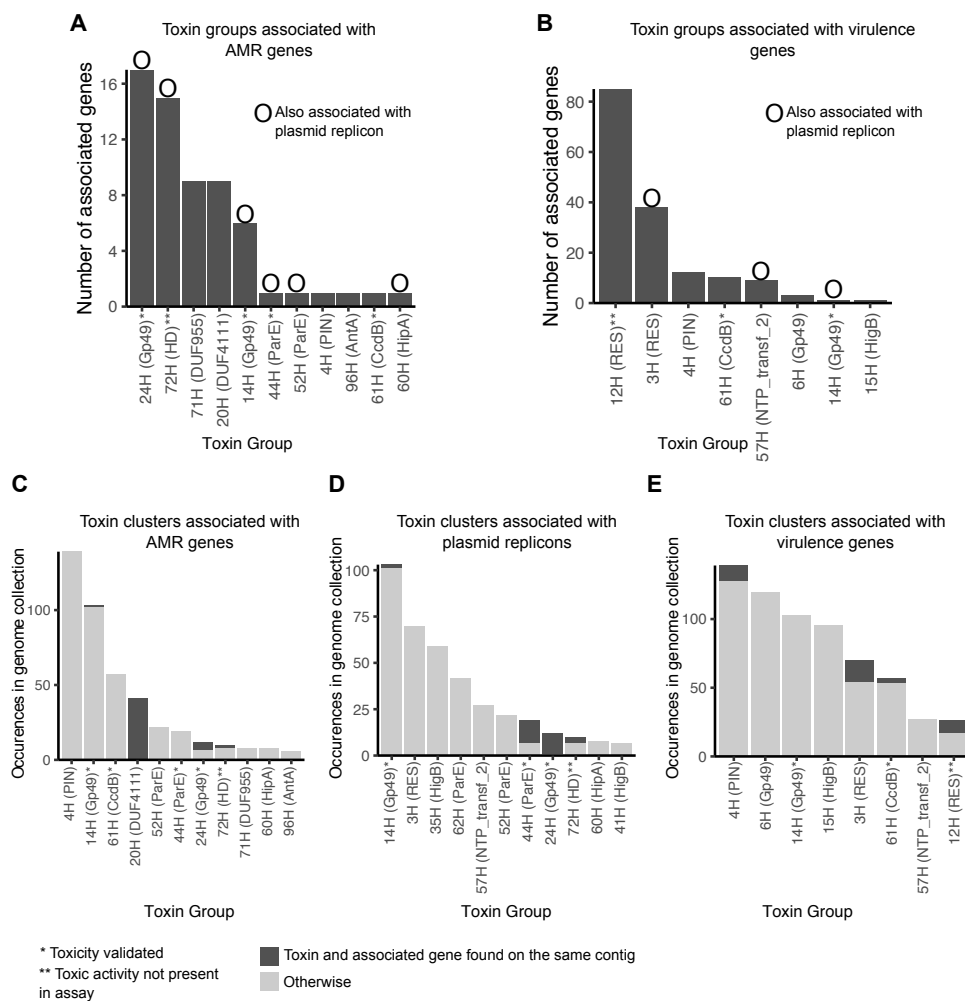 A
Toxin groups associated with
AMR genes
Number of associated genes
16
12
8
4
0
O Also associated with
plasmid replicon
24H (Gp49)*
72H (HD)**
71H (DUF955)
20H (DUF4111)
14H (Gp49)*
44H (ParE)*
52H (ParE)
4H (PIN)
96H (AntA)
61H (CcdB)*
60H (HipA)
Toxin Group
B
Toxin groups associated with virulence
genes
Number of associated genes
80
60
40
20
0
O Also associated with
plasmid replicon
12H (RES)**
3H (RES)
4H (PIN)
61H (CcdB)*
57H (NTP_transf_2)
6H (Gp49)
14H (Gp49)*
15H (HigB)
Toxin Group
C
Toxin clusters associated with
AMR genes
Occurences in genome collection
100
50
0
4H (PIN)
14H (Gp49)*
61H (CcdB)*
20H (DUF4111)
52H (ParE)
44H (ParE)*
24H (Gp49)*
72H (HD)**
71H (DUF955)
60H (HipA)
96H (AntA)
Toxin Group
D
Toxin clusters associated with
plasmid replicons
Occurences in genome collection
100
75
50
25
0
14H (Gp49)*
3H (RES)
35H (HigB)
62H (ParE)
57H (NTP_transf_2)
52H (ParE)
44H (ParE)*
24H (Gp49)*
72H (HD)**
60H (HipA)
41H (HigB)
Toxin Group
E
Toxin clusters associated with
virulence genes
Occurences in genome collection
100
50
0
4H (PIN)
6H (Gp49)
14H (Gp49)*
15H (HigB)
3H (RES)
61H (CcdB)*
57H (NTP_transf_2)
12H (RES)**
Toxin Group
* Toxicity validated
** Toxic activity not present
in assay
Toxin and associated gene found on the same contig
Otherwise